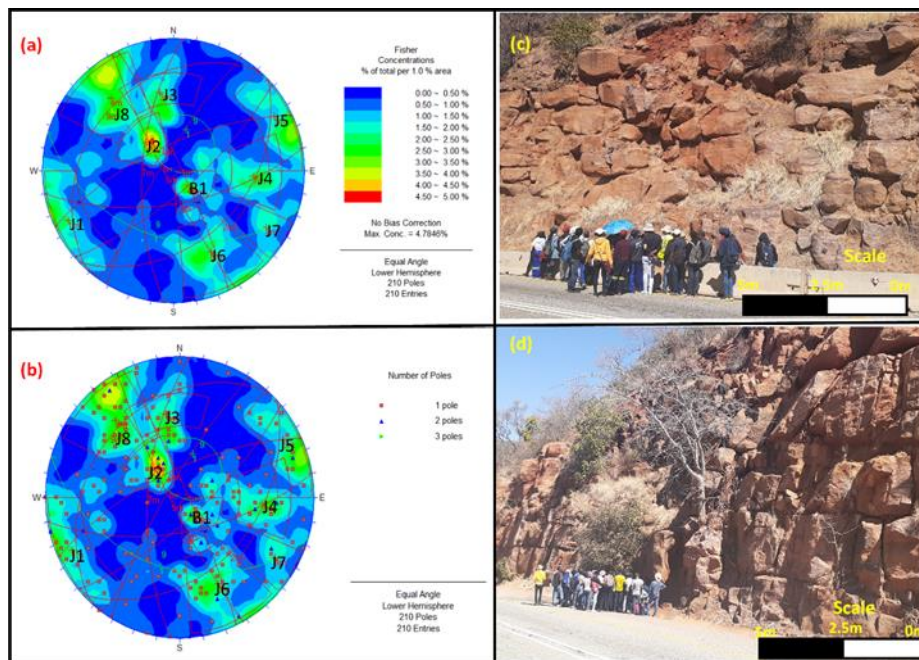 (a)
N
W
E
S
J1
J2
J3
J4
J5
J6
J7
J8
B1
Fisher
Concentrations
% of total per 1.0 % area
0.00 ~ 0.50 %
0.50 ~ 1.00 %
1.00 ~ 1.50 %
1.50 ~ 2.00 %
2.00 ~ 2.50 %
2.50 ~ 3.00 %
3.00 ~ 3.50 %
3.50 ~ 4.00 %
4.00 ~ 4.50 %
4.50 ~ 5.00 %
No Bias Correction
Max. Conc. = 4.7846%
Equal Angle
Lower Hemisphere
210 Poles
210 Entries
(c)
Scale
0m
(b)
N
W
E
S
J1
J2
J3
J4
J5
J6
J7
J8
B1
Number of Poles
1 pole
2 poles
3 poles
Equal Angle
Lower Hemisphere
210 Poles
210 Entries
(d)
Scale
5m 2.5m 0m